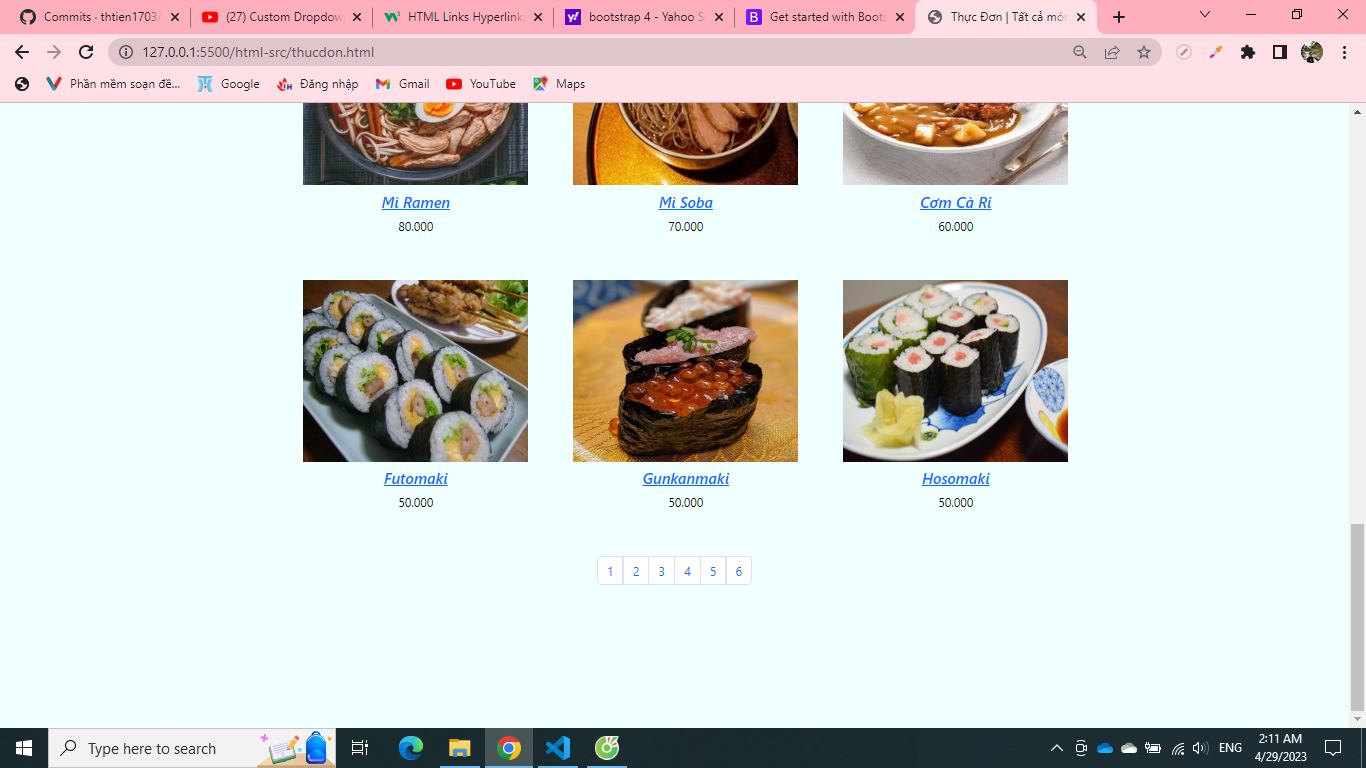 Commits · thtien1703/
(27) Custom Dropdow
HTML Links Hyperlink
bootstrap 4 - Yahoo S
Get started with Boots
Thực Đơn | Tất cả món
127.0.0.1:5500/html-src/thucdon.html
Phần mềm soạn đề...
Google
Đăng nhập
Gmail
YouTube
Maps
Mì Ramen
Mì Soba
Cơm Cà Ri
80.000
70.000
60.000
Futomaki
Gunkanmaki
Hosomaki
50.000
50.000
50.000
1 2 3 4 5 6
Type here to search
ENG
2:11 AM
4/29/2023